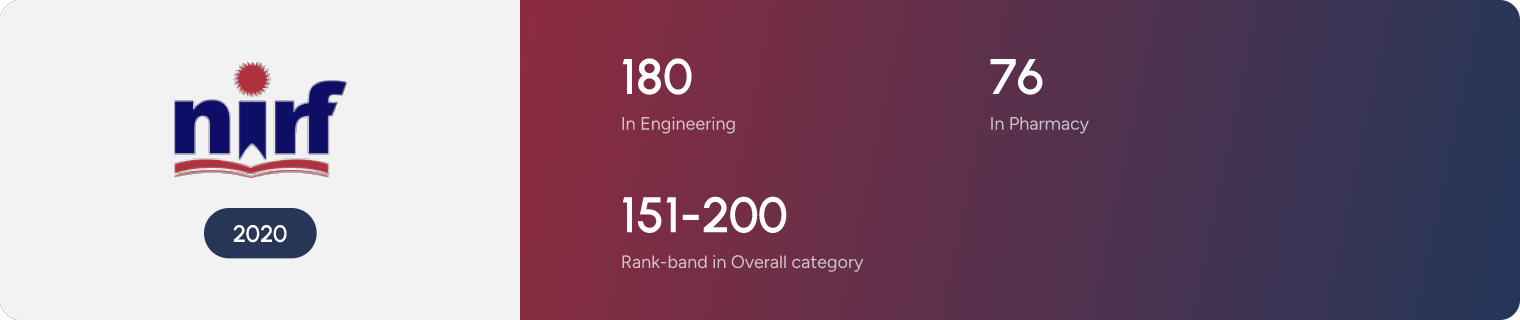 nirf
2020
180
In Engineering
76
In Pharmacy
151-200
Rank-band in Overall category